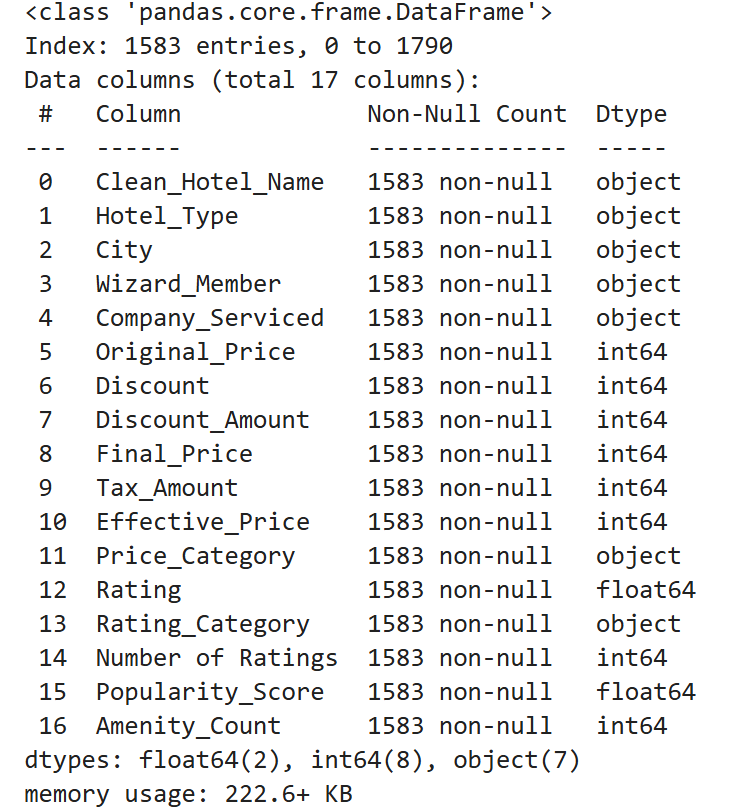 <class 'pandas.core.frame.DataFrame'>
Index: 1583 entries, 0 to 1790
Data columns (total 17 columns):
 #   Column             Non-Null Count  Dtype
---  ------             --------------  -----
 0   Clean_Hotel_Name   1583 non-null   object
 1   Hotel_Type         1583 non-null   object
 2   City               1583 non-null   object
 3   Wizard_Member      1583 non-null   object
 4   Company_Serviced   1583 non-null   object
 5   Original_Price     1583 non-null   int64
 6   Discount           1583 non-null   int64
 7   Discount_Amount    1583 non-null   int64
 8   Final_Price        1583 non-null   int64
 9   Tax_Amount         1583 non-null   int64
 10  Effective_Price    1583 non-null   int64
 11  Price_Category     1583 non-null   object
 12  Rating             1583 non-null   float64
 13  Rating_Category    1583 non-null   object
 14  Number of Ratings  1583 non-null   int64
 15  Popularity_Score   1583 non-null   float64
 16  Amenity_Count      1583 non-null   int64
dtypes: float64(2), int64(8), object(7)
memory usage: 222.6+ KB